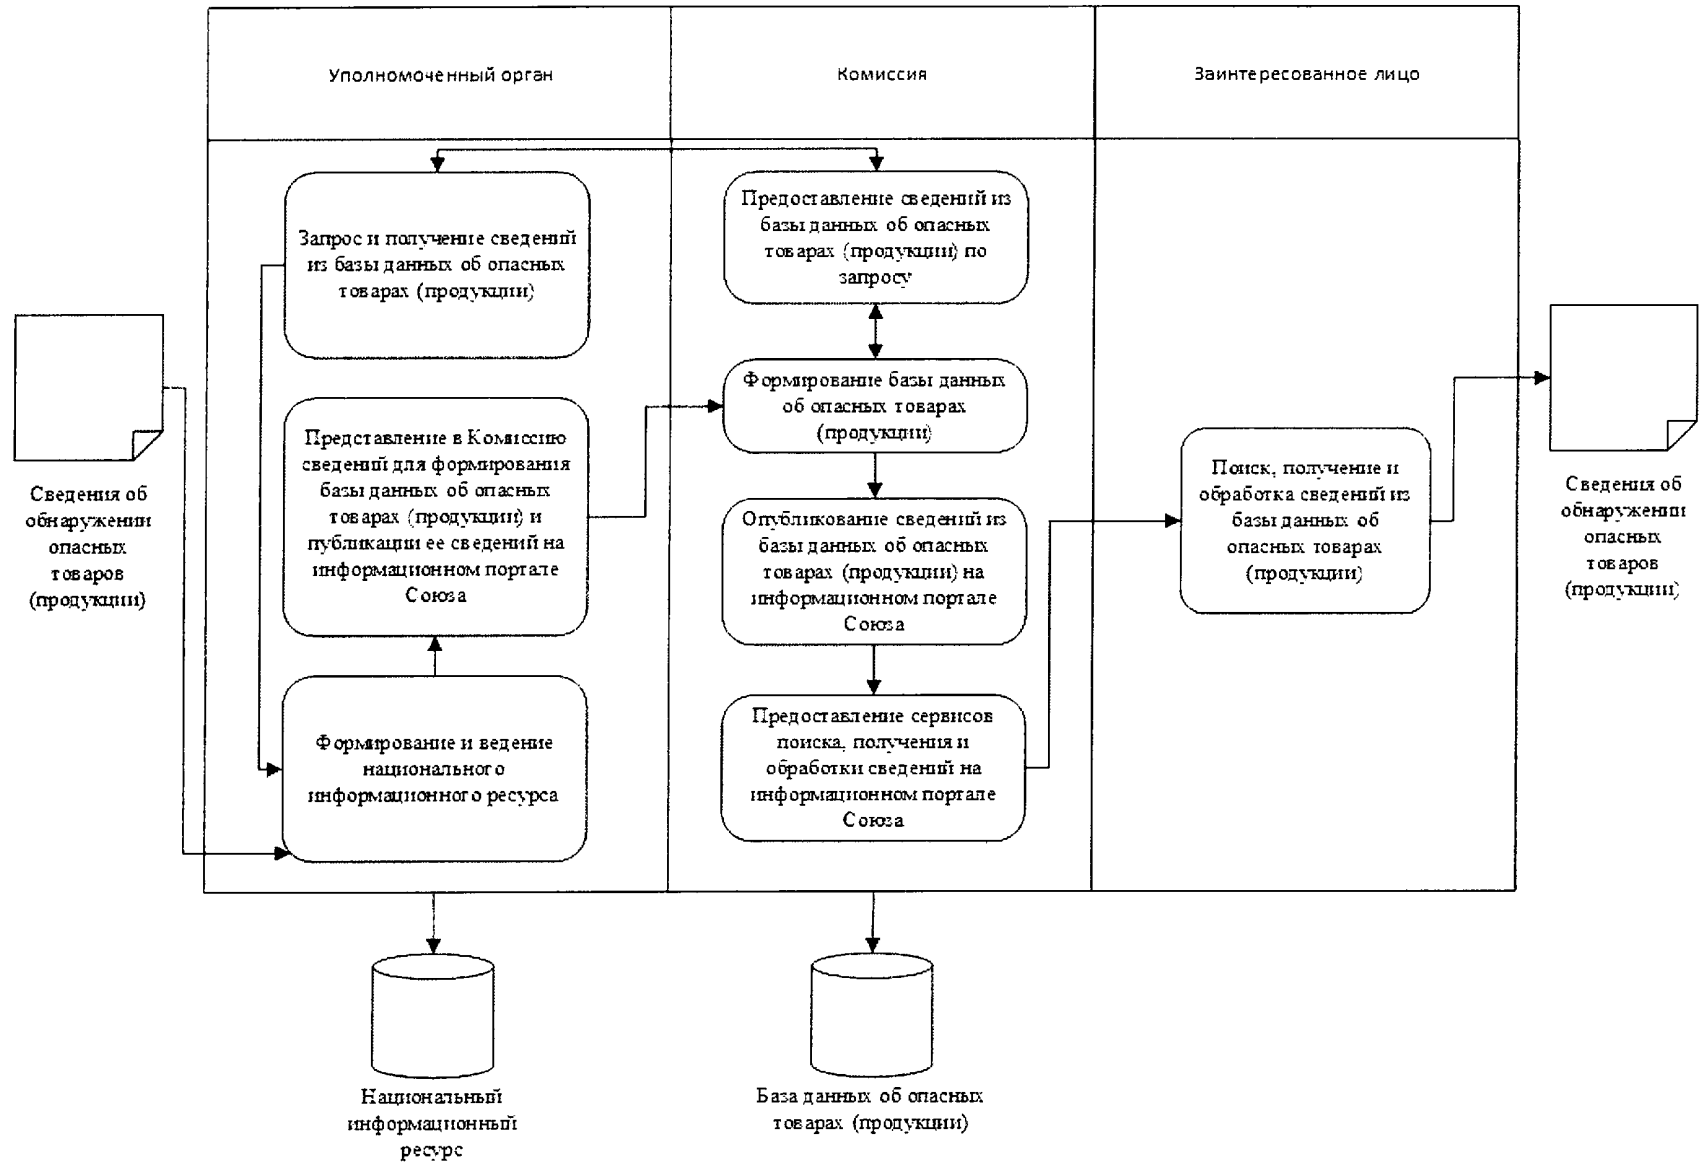 Уполномоченный орган
Комиссия
Заинтересованное лицо
Запрос и получение сведений
из базы данных об опасных
товарах (продукции)
Представление в Комиссию
сведений для формирования
базы данных об опасных
товарах (продукции) и
публикации ее сведений на
информационном портале
Союза
Формирование и ведение
национального
информационного ресурса
Предоставление сведений из
базы данных об опасных
товарах (продукции) по
запросу
Формирование базы данных
об опасных товарах
(продукции)
Опубликование сведений из
базы данных об опасных
товарах (продукции) на
информационном портале
Союза
Предоставление сервисов
поиска, получения и
обработки сведений на
информационном портале
Союза
Поиск, получение и
обработка сведений из
базы данных об
опасных товарах
(продукции)
Сведения об
обнаружении
опасных
товаров
(продукции)
Сведения об
обнаружении
опасных
товаров
(продукции)
Национальный
информационный
ресурс
База данных об опасных
товарах (продукции)